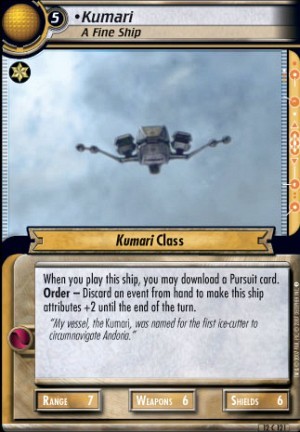 5
•Kumari
A Fine Ship
Kumari Class
When you play this ship, you may download a Pursuit card.
Order – Discard an event from hand to make this ship
attributes +2 until the end of the turn.
"My vessel, the Kumari, was named for the first ice-cutter to
circumnavigate Andoria."
RANGE 7
WEAPONS 6
SHIELDS 6